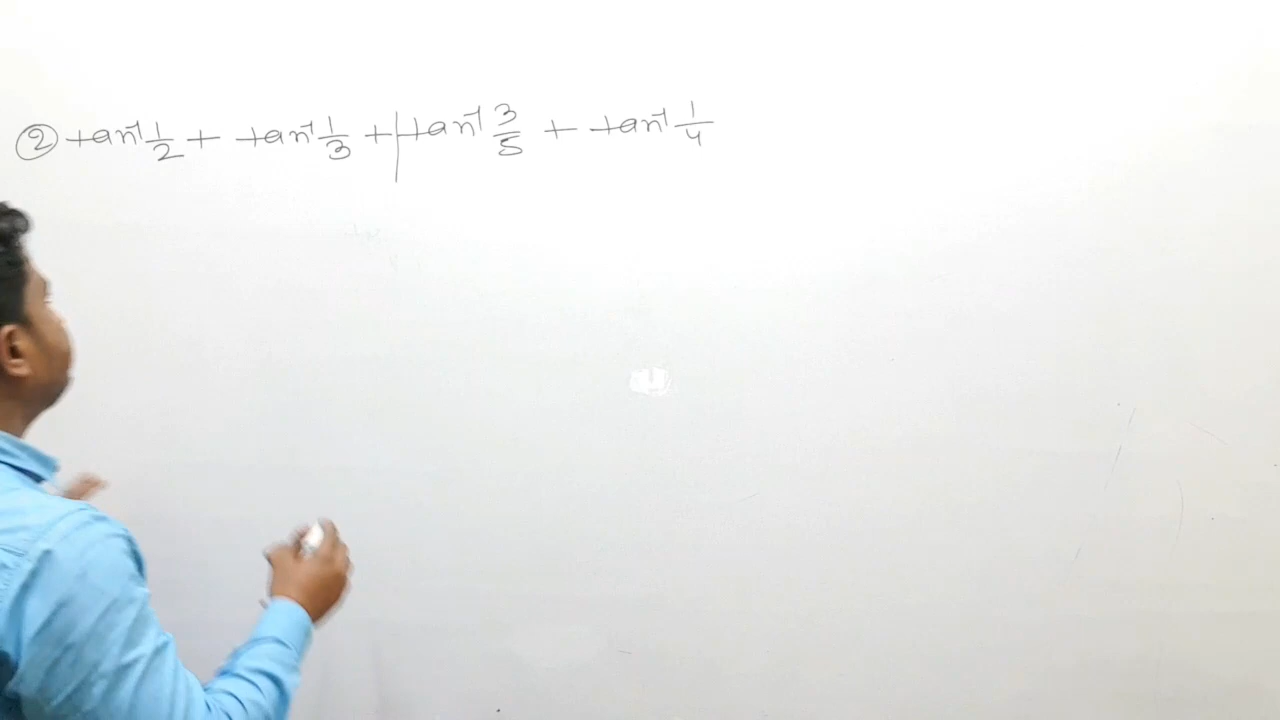 ② tan⁻¹ 1/2 + tan⁻¹ 1/3 + | tan⁻¹ 3/5 + tan⁻¹ 1/4